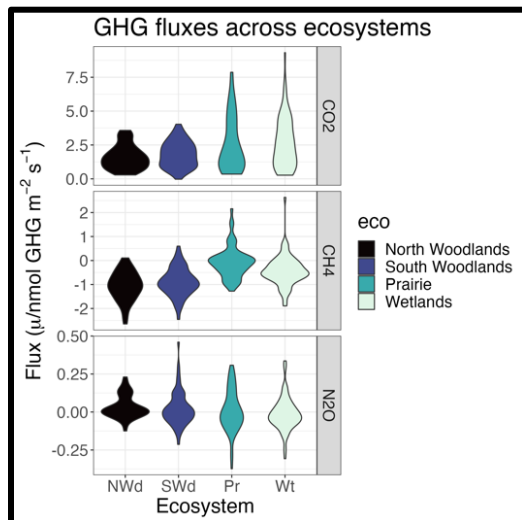 GHG fluxes across ecosystems
Flux (µ/nmol GHG m⁻² s⁻¹)
7.5
5.0
2.5
0.0
CO2
2
1
0
-1
-2
CH4
0.50
0.25
0.00
-0.25
N2O
NWd SWd Pr Wt
Ecosystem
eco
North Woodlands
South Woodlands
Prairie
Wetlands